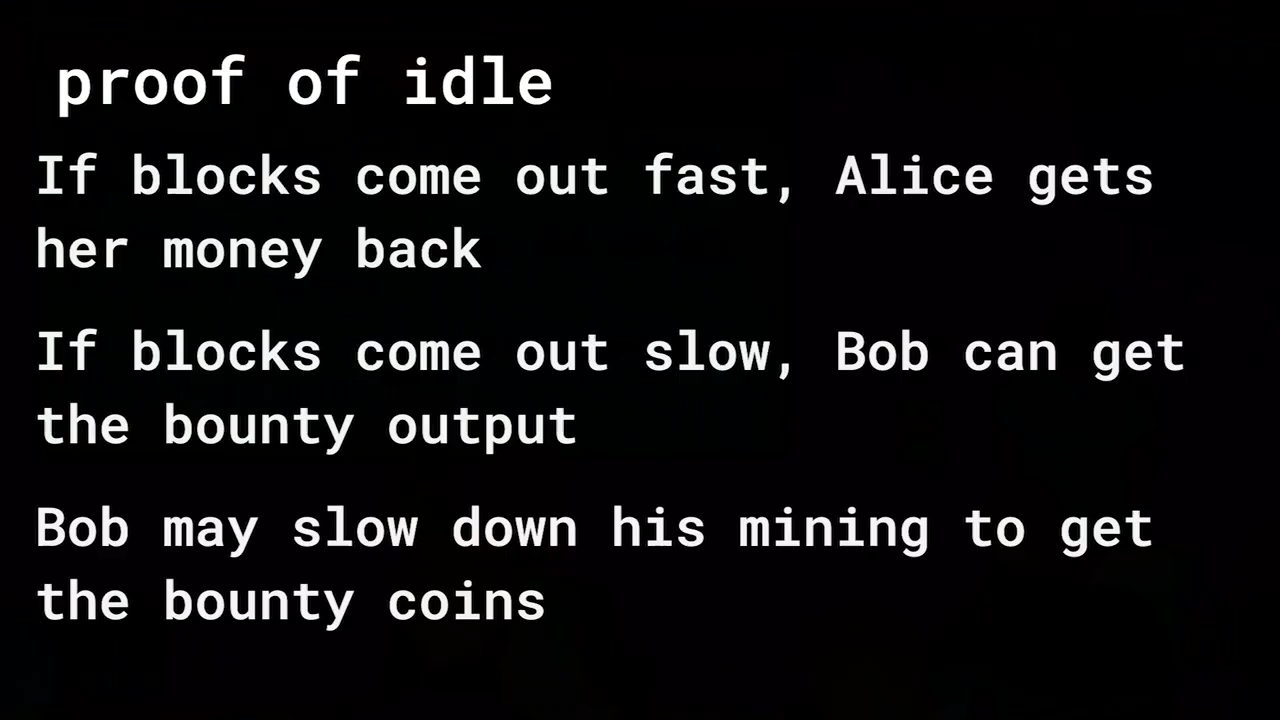 proof of idle
If blocks come out fast, Alice gets
her money back
If blocks come out slow, Bob can get
the bounty output
Bob may slow down his mining to get
the bounty coins